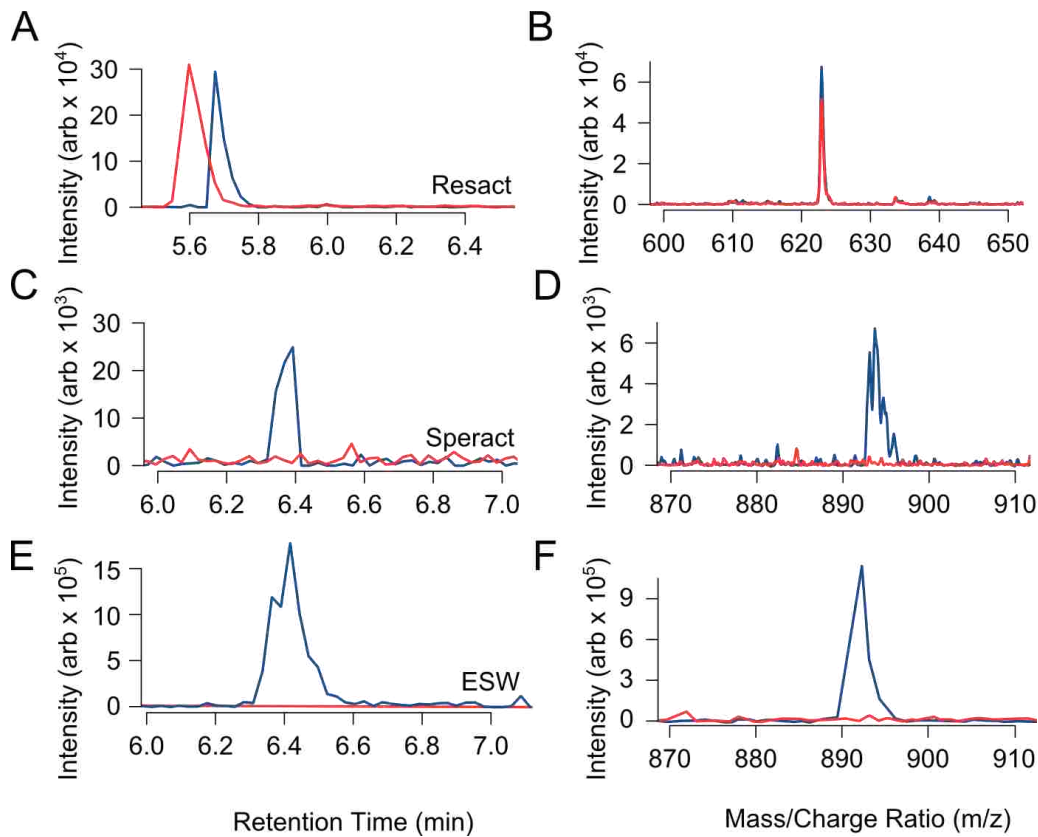 A
Intensity (arb x 10⁴)
30
20
10
0
Resact
5.6 5.8 6.0 6.2 6.4
B
Intensity (arb x 10⁴)
6
4
2
0
600 610 620 630 640 650
C
Intensity (arb x 10³)
30
20
10
0
Speract
6.0 6.2 6.4 6.6 6.8 7.0
D
Intensity (arb x 10³)
6
4
2
0
870 880 890 900 910
E
Intensity (arb x 10⁵)
15
10
5
0
ESW
6.0 6.2 6.4 6.6 6.8 7.0
F
Intensity (arb x 10⁵)
9
6
3
0
870 880 890 900 910
Retention Time (min)
Mass/Charge Ratio (m/z)